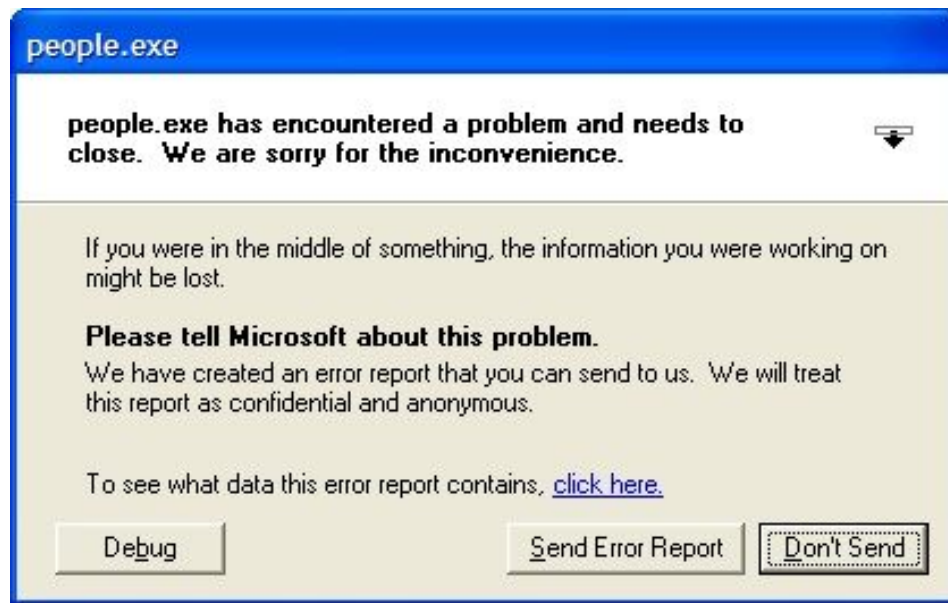 people.exe
people.exe has encountered a problem and needs to
close.  We are sorry for the inconvenience.
If you were in the middle of something, the information you were working on
might be lost.
Please tell Microsoft about this problem.
We have created an error report that you can send to us.  We will treat
this report as confidential and anonymous.
To see what data this error report contains, click here.
Debug
Send Error Report
Don't Send